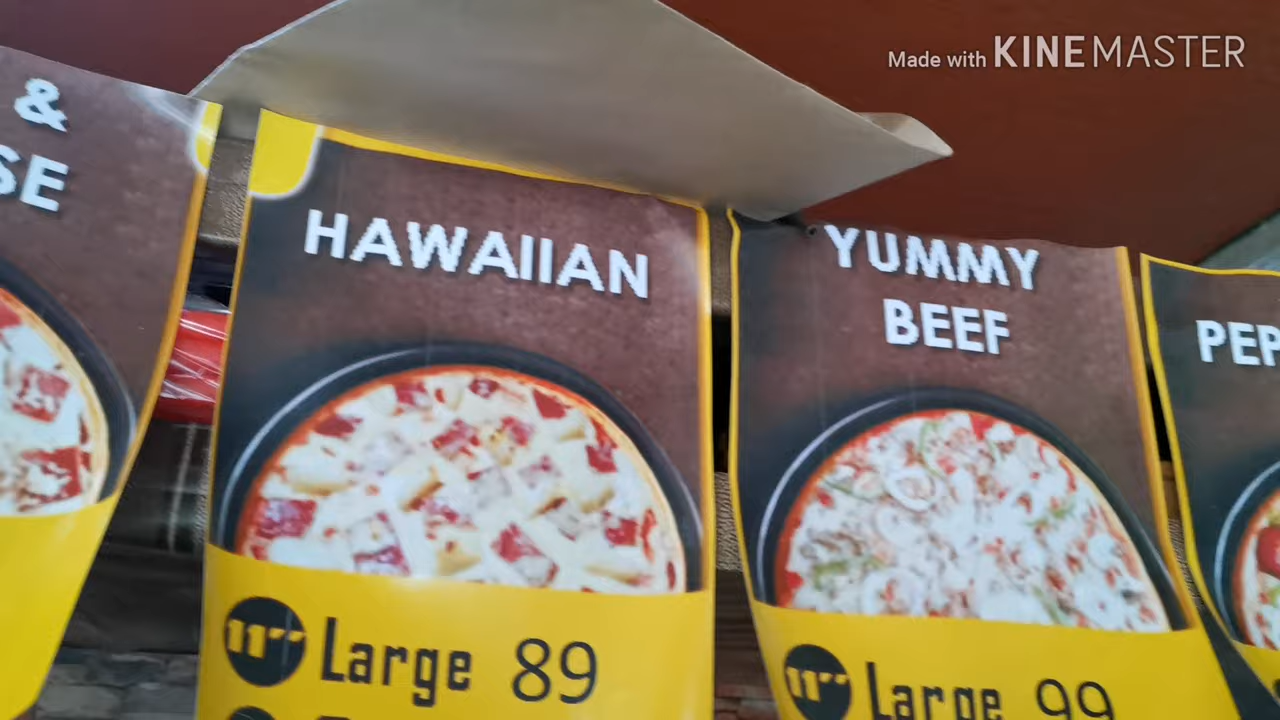 Made with KINEMASTER
&
SE
HAWAIIAN
YUMMY
BEEF
PEP
11" Large 89
11" Large 99